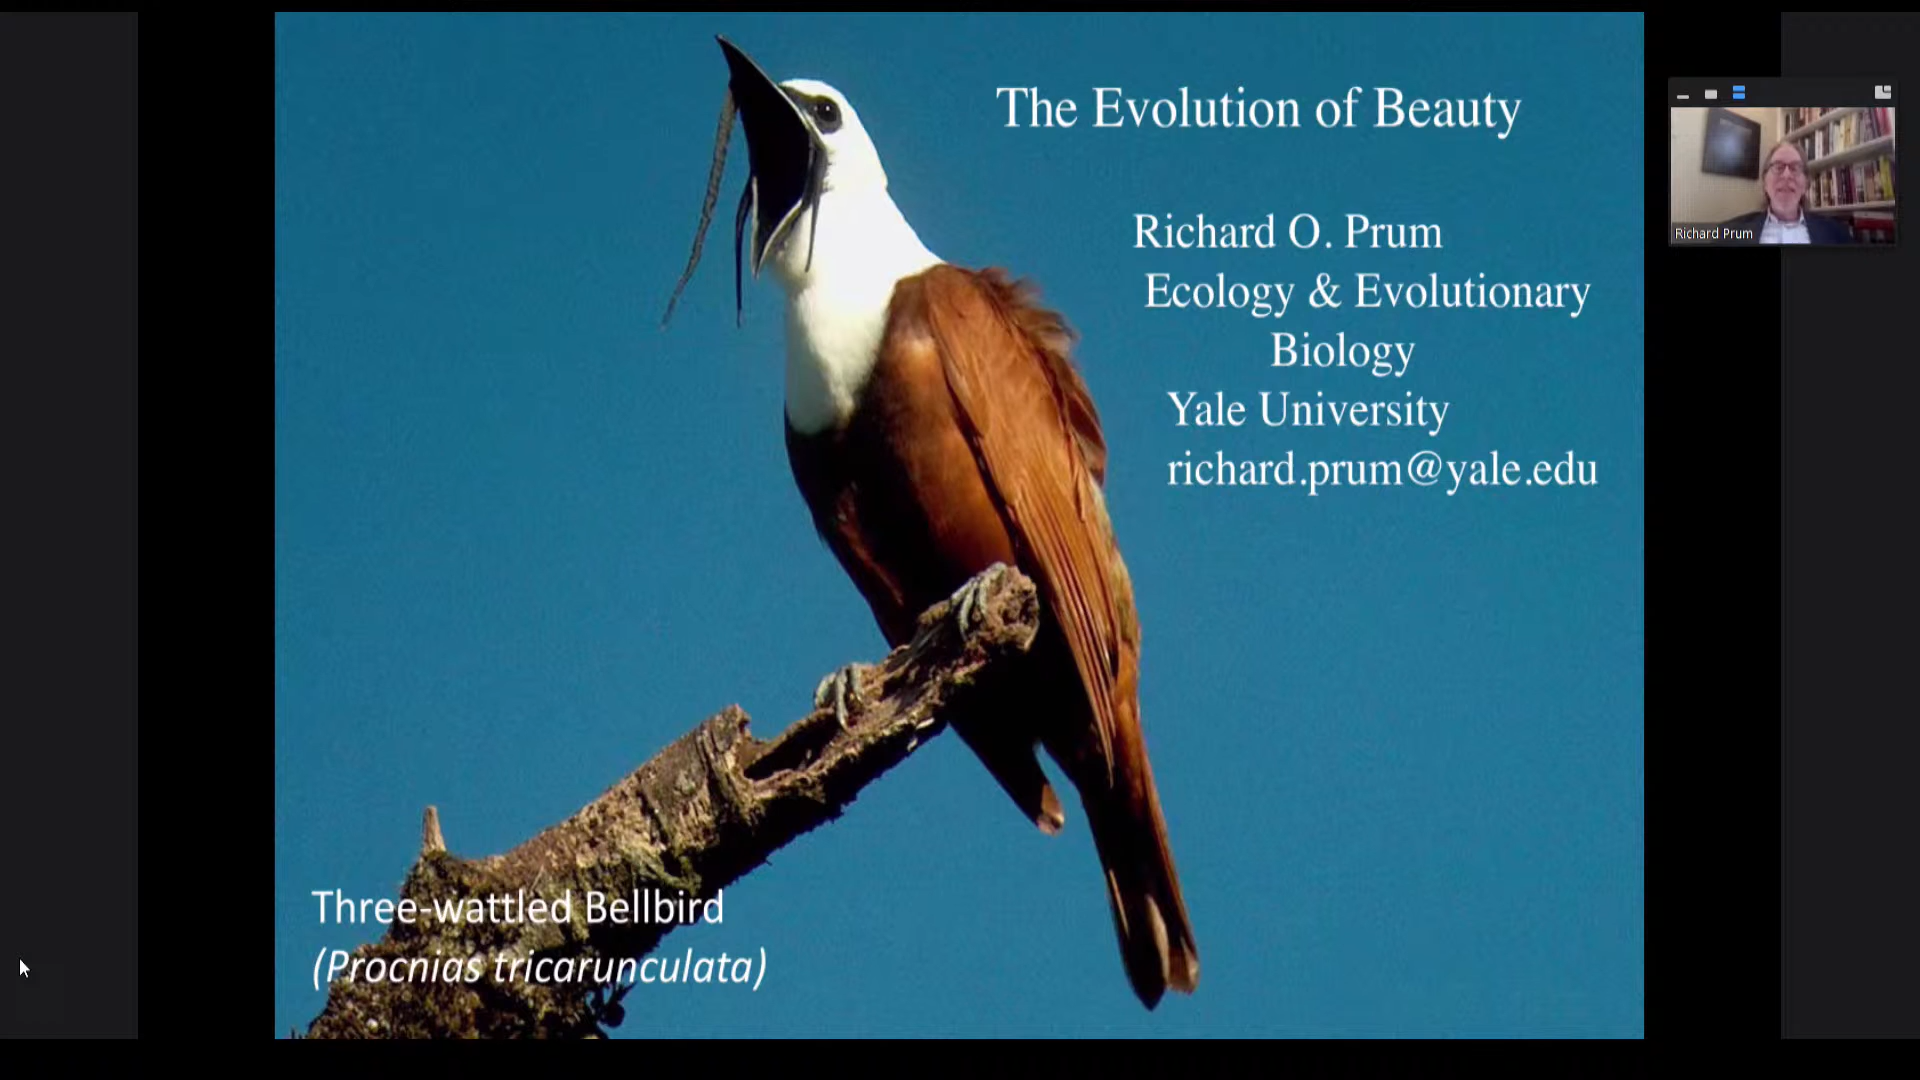 The Evolution of Beauty
Richard O. Prum
Ecology & Evolutionary
Biology
Yale University
richard.prum@yale.edu
Richard Prum
Three-wattled Bellbird
(Procnias tricarunculata)